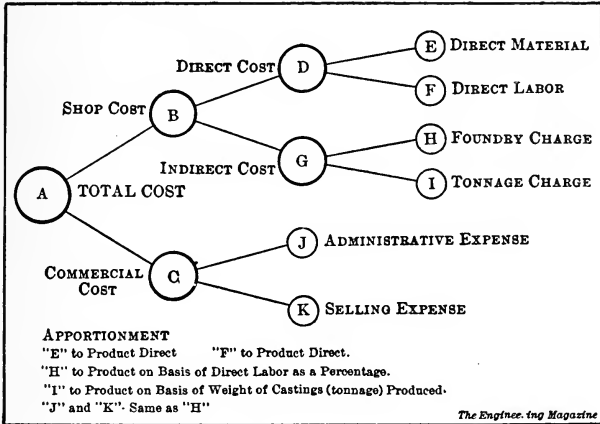 E DIRECT MATERIAL
DIRECT COST D
F DIRECT LABOR
SHOP COST B
H FOUNDRY CHARGE
INDIRECT COST G
I TONNAGE CHARGE
A TOTAL COST
J ADMINISTRATIVE EXPENSE
COMMERCIAL C
COST
K SELLING EXPENSE
APPORTIONMENT
"E" to Product Direct "F" to Product Direct.
"H" to Product on Basis of Direct Labor as a Percentage.
"I" to Product on Basis of Weight of Castings (tonnage) Produced.
"J" and "K"- Same as "H"
The Enginee. ing Magazine